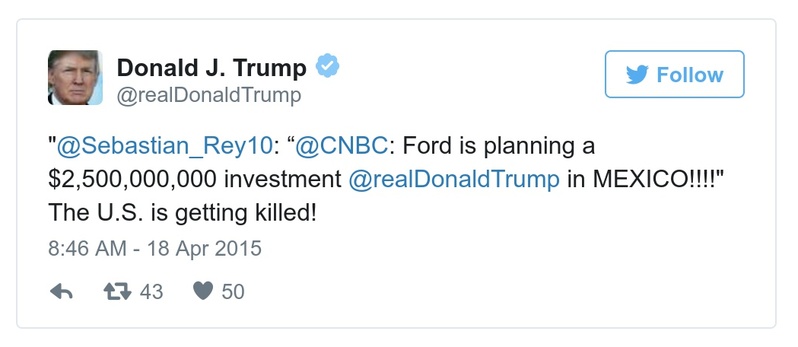 Donald J. Trump
@realDonaldTrump
Follow
"@Sebastian_Rey10: “@CNBC: Ford is planning a
$2,500,000,000 investment @realDonaldTrump in MEXICO!!!!"
The U.S. is getting killed!
8:46 AM - 18 Apr 2015
43 50